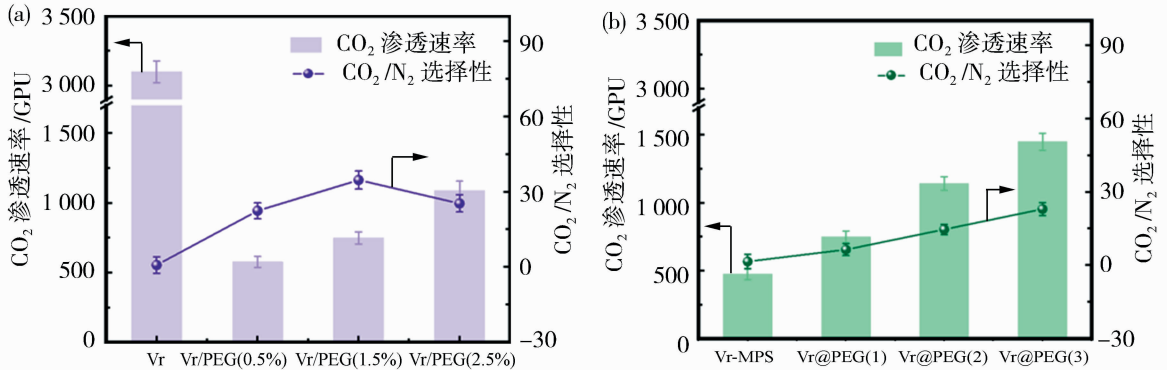 (a)
3 500
3 000
1 500
1 000
500
0
CO2 渗透速率/GPU
CO2 渗透速率
CO2/N2 选择性
90
60
30
0
−30
CO2/N2 选择性
Vr
Vr/PEG(0.5%)
Vr/PEG(1.5%)
Vr/PEG(2.5%)
(b)
3 500
3 000
1 500
1 000
500
0
CO2 渗透速率/GPU
CO2 渗透速率
CO2/N2 选择性
90
60
30
0
−30
CO2/N2 选择性
Vr-MPS
Vr@PEG(1)
Vr@PEG(2)
Vr@PEG(3)